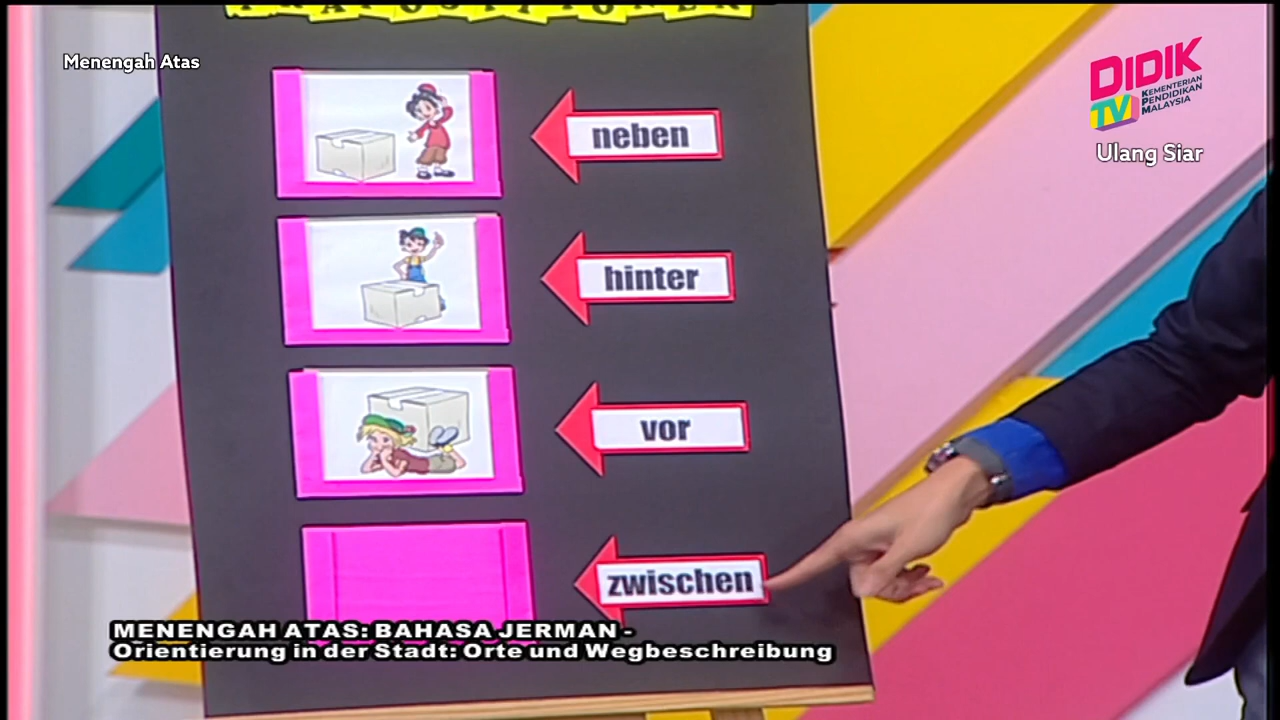 PRÄPOSITIONEN
Menengah Atas
DIDIK
TV
KEMENTERIAN
PENDIDIKAN
MALAYSIA
Ulang Siar
neben
hinter
vor
zwischen
MENENGAH ATAS: BAHASA JERMAN -
Orientierung in der Stadt: Orte und Wegbeschreibung